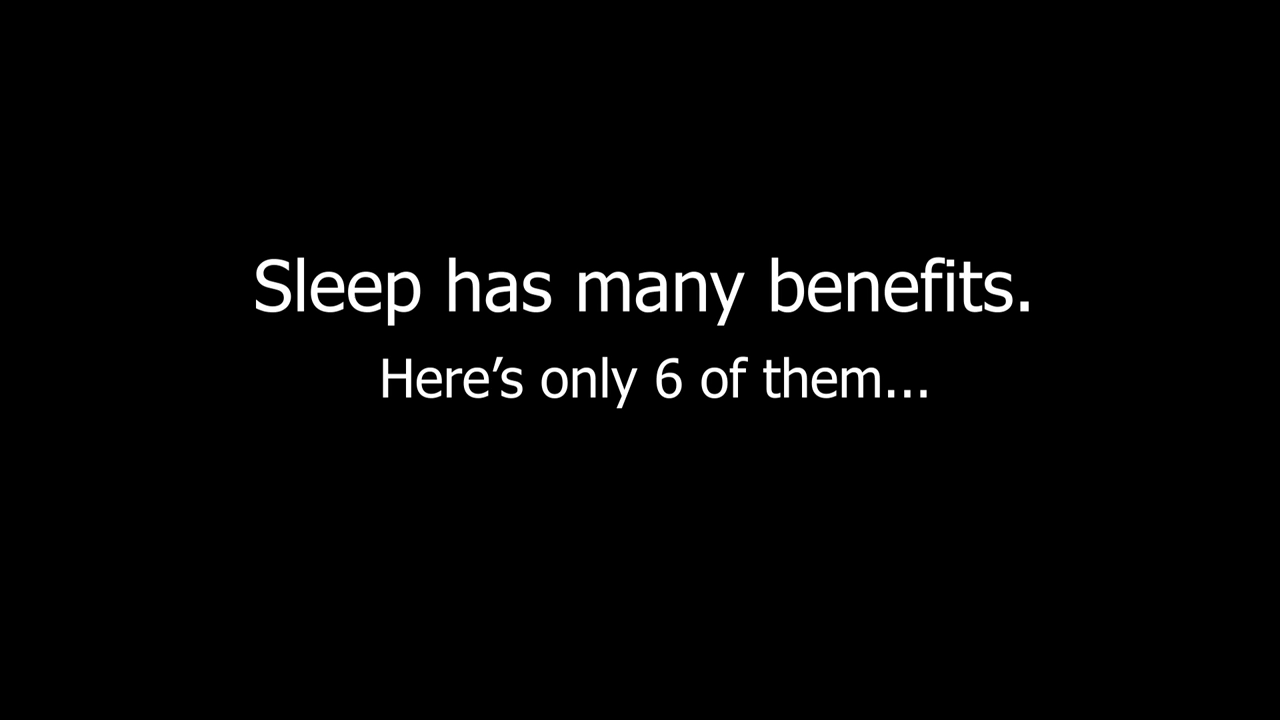 Sleep has many benefits.
Here’s only 6 of them...